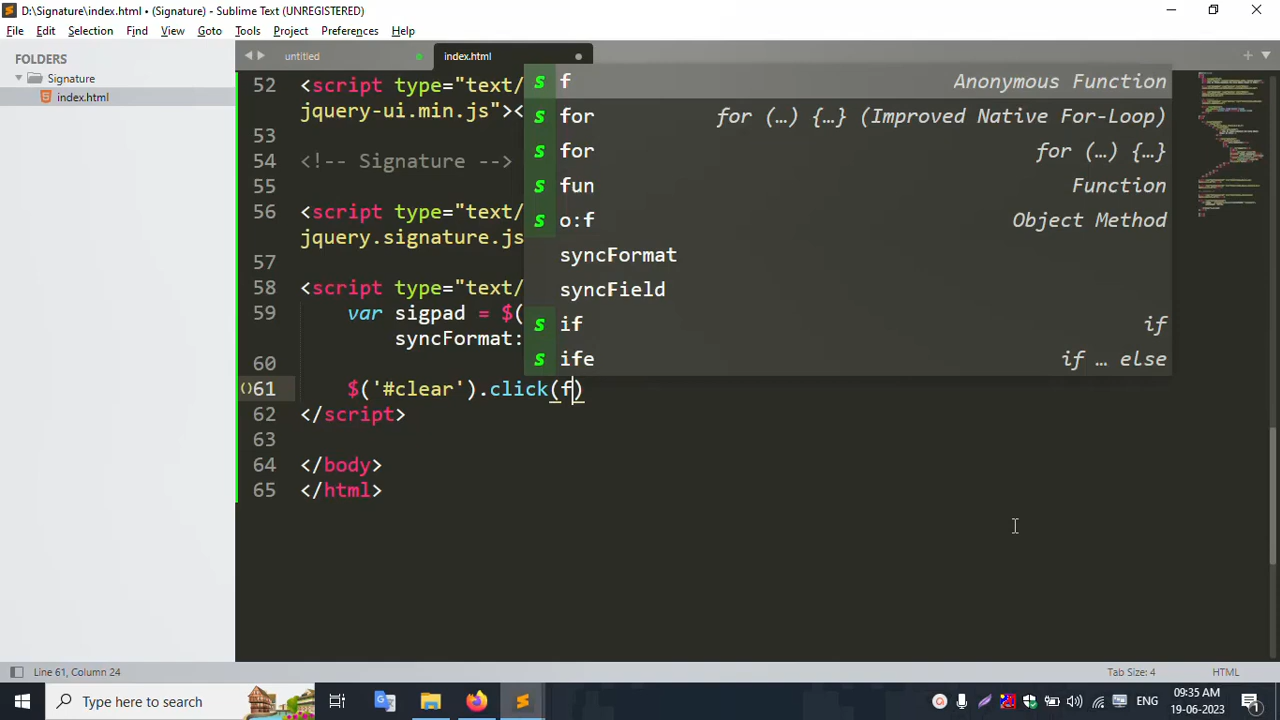 D:\Signature\index.html • (Signature) - Sublime Text (UNREGISTERED)
File Edit Selection Find View Goto Tools Project Preferences Help
FOLDERS
Signature
index.html
untitled
index.html
52 <script type="text/
jquery-ui.min.js"><
53
54 <!-- Signature -->
55
56 <script type="text/
jquery.signature.js
57
58 <script type="text/
59 var sigpad = $(
syncFormat:
60
61 $('#clear').click(f)
62 </script>
63
64 </body>
65 </html>
s f Anonymous Function
s for for (…) {…} (Improved Native For-Loop)
s for for (…) {…}
s fun Function
s o:f Object Method
syncFormat
syncField
s if if
s ife if … else
Line 61, Column 24
Tab Size: 4
HTML
Type here to search
ENG
09:35 AM
19-06-2023
1